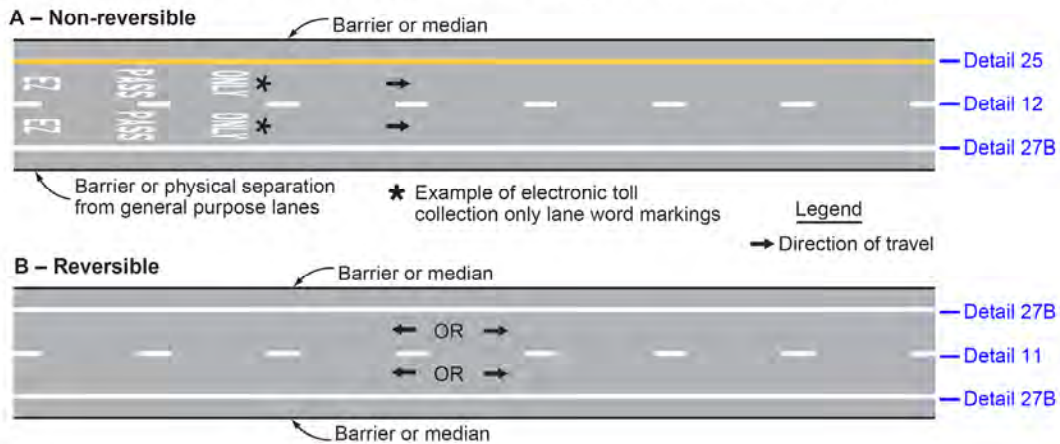 A – Non-reversible
Barrier or median
EZ PASS ONLY *
EZ PASS ONLY *
Detail 25
Detail 12
Detail 27B
Barrier or physical separation
from general purpose lanes
* Example of electronic toll
collection only lane word markings
Legend
Direction of travel
B – Reversible
Barrier or median
OR
OR
Detail 27B
Detail 11
Detail 27B
Barrier or median